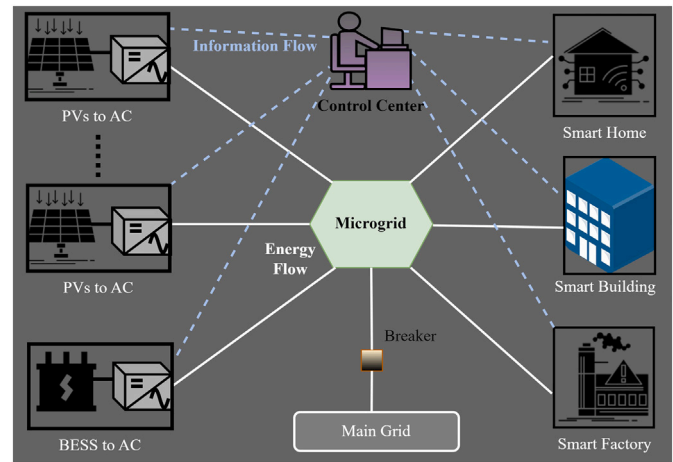 Information Flow
Control Center
PVs to AC
Smart Home
Microgrid
Energy
Flow
PVs to AC
Smart Building
Breaker
Main Grid
BESS to AC
Smart Factory